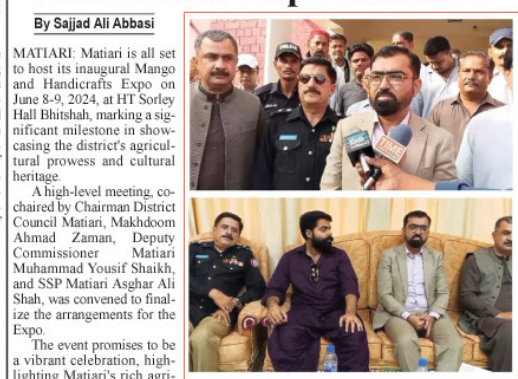 By Sajjad Ali Abbasi
MATIARI: Matiari is all set
to host its inaugural Mango
and Handicrafts Expo on
June 8-9, 2024, at HT Sorley
Hall Bhitshah, marking a sig-
nificant milestone in show-
casing the district's agricul-
tural prowess and cultural
heritage.
A high-level meeting, co-
chaired by Chairman District
Council Matiari, Makhdoom
Ahmad Zaman, Deputy
Commissioner Matiari
Muhammad Yousif Shaikh,
and SSP Matiari Asghar Ali
Shah, was convened to final-
ize the arrangements for the
Expo.
The event promises to be
a vibrant celebration, high-
lighting Matiari's rich agri-
POLICE
TIME